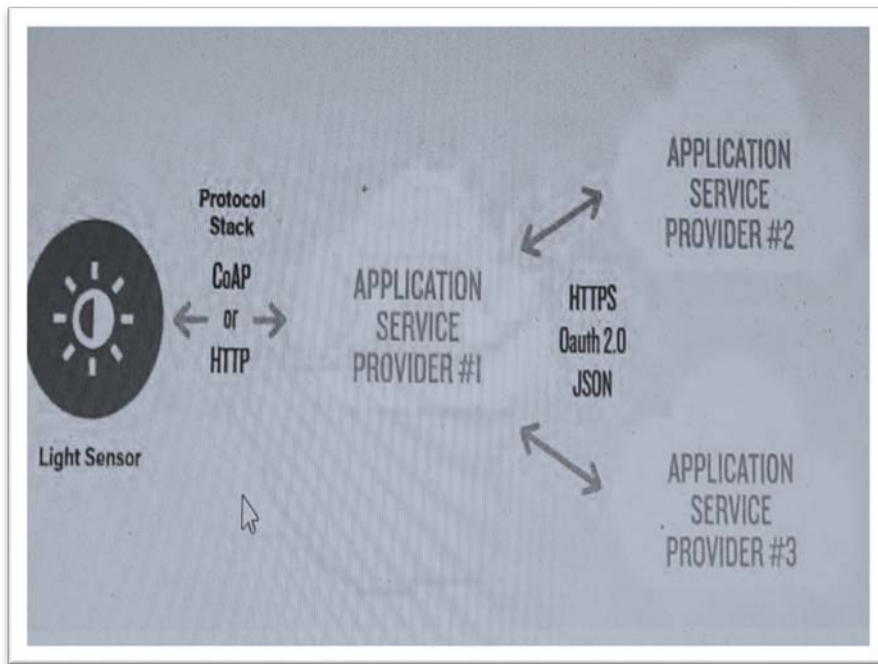 Protocol
Stack
CoAP
or
HTTP
Light Sensor
APPLICATION
SERVICE
PROVIDER #1
HTTPS
Oauth 2.0
JSON
APPLICATION
SERVICE
PROVIDER #2
APPLICATION
SERVICE
PROVIDER #3